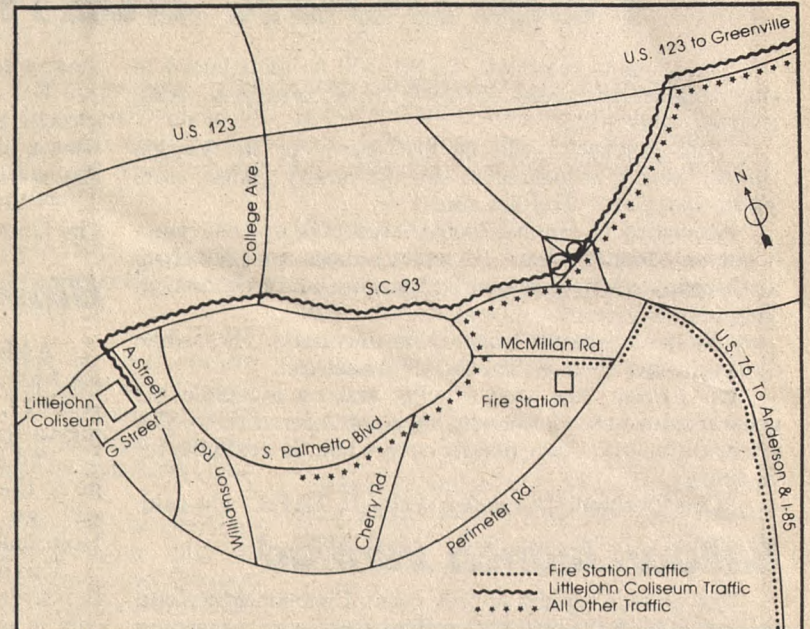 U.S. 123 to Greenville
U.S. 123
College Ave.
N
S.C. 93
McMillan Rd.
A Street
Littlejohn
Coliseum
Fire Station
U.S. 76 To Anderson & I-85
G Street
Williamson Rd.
S. Palmetto Blvd
Cherry Rd.
Perimeter Rd.
Fire Station Traffic
Littlejohn Coliseum Traffic
All Other Traffic